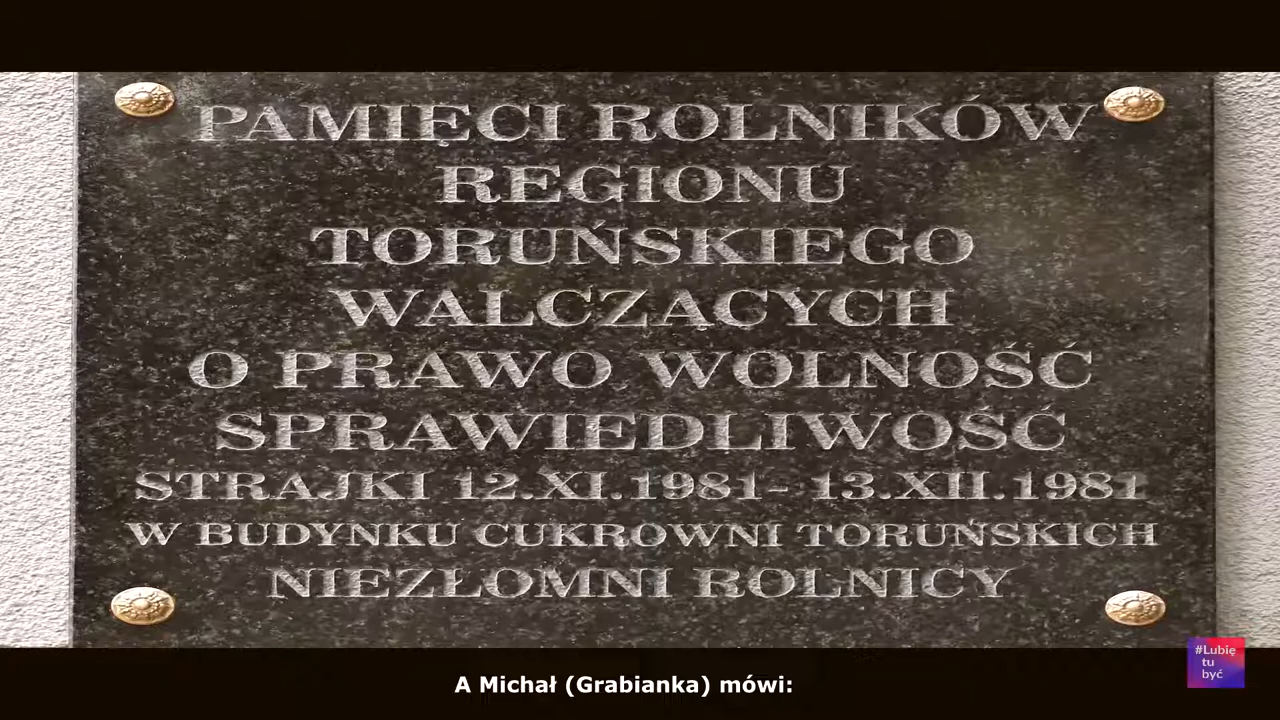 PAMIĘCI ROLNIKÓW
REGIONU
TORUŃSKIEGO
WALCZĄCYCH
O PRAWO WOLNOŚĆ
SPRAWIEDLIWOŚĆ
STRAJKI 12.XI.1981- 13.XII.1981
W BUDYNKU CUKROWNI TORUŃSKICH
NIEZŁOMNI ROLNICY
#Lubię
tu
być
A Michał (Grabianka) mówi: